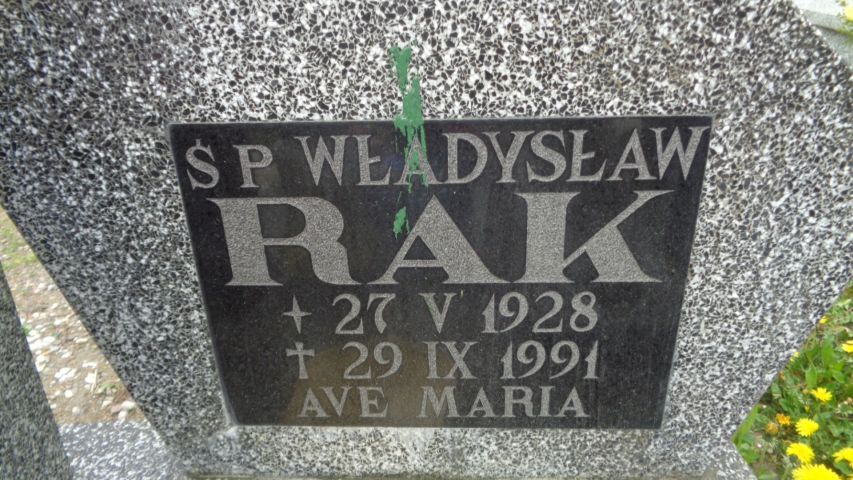 ŚP WŁADYSŁAW
RAK
+ 27 V 1928
† 29 IX 1991
AVE MARIA